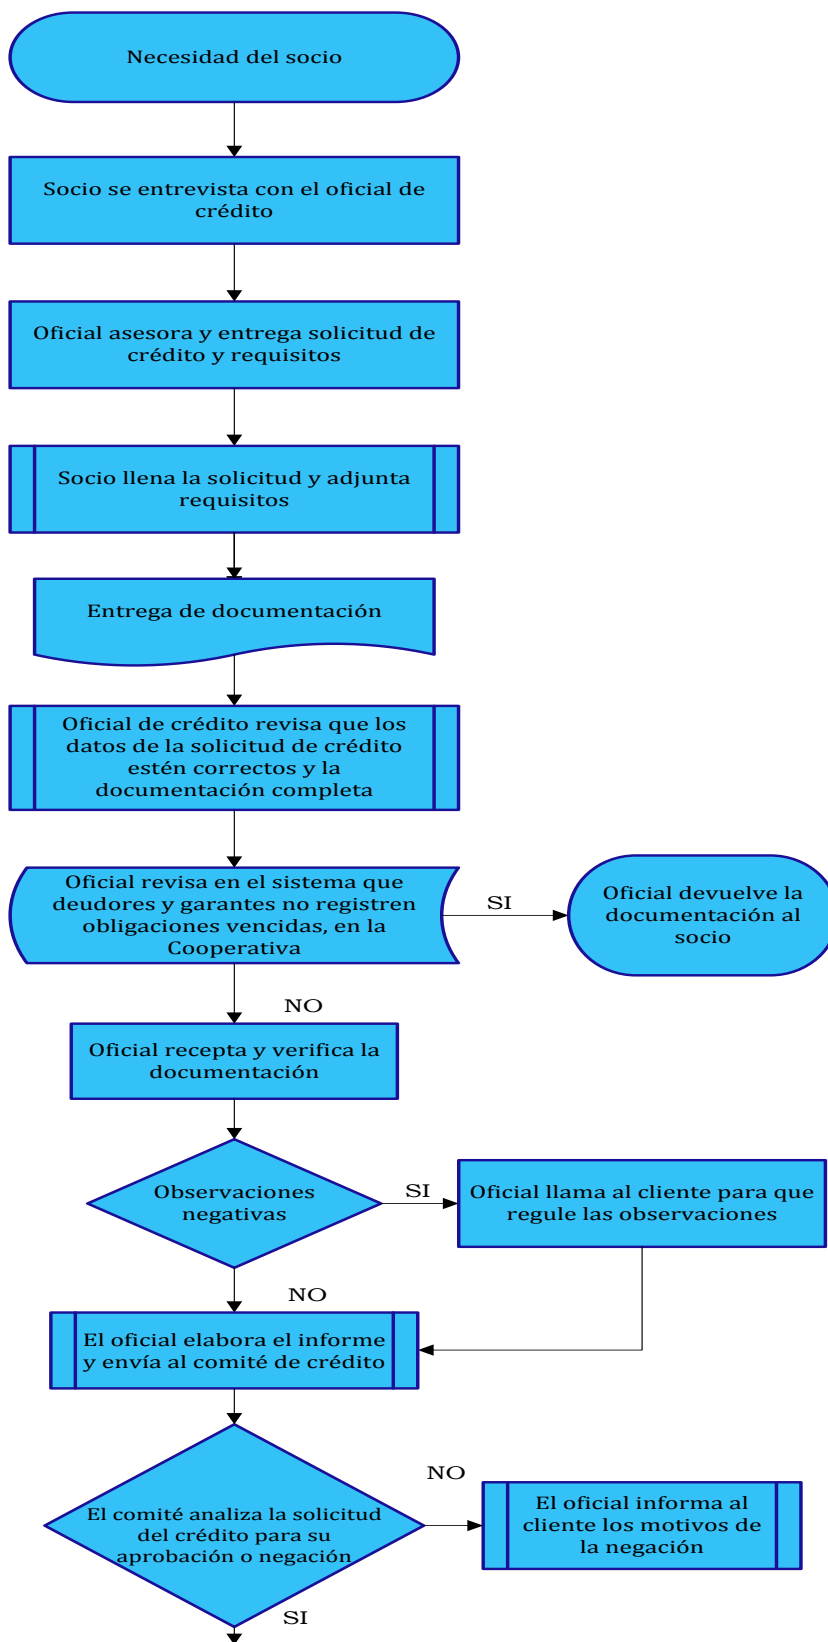 Necesidad del socio
Socio se entrevista con el oficial de
crédito
Oficial asesora y entrega solicitud de
crédito y requisitos
Socio llena la solicitud y adjunta
requisitos
Entrega de documentación
Oficial de crédito revisa que los
datos de la solicitud de crédito
estén correctos y la
documentación completa
Oficial revisa en el sistema que
deudores y garantes no registren
obligaciones vencidas, en la
Cooperativa
SI
Oficial devuelve la
documentación al
socio
NO
Oficial recepta y verifica la
documentación
Observaciones
negativas
SI
Oficial llama al cliente para que
regule las observaciones
NO
El oficial elabora el informe
y envía al comité de crédito
El comité analiza la solicitud
del crédito para su
aprobación o negación
NO
El oficial informa al
cliente los motivos de
la negación
SI